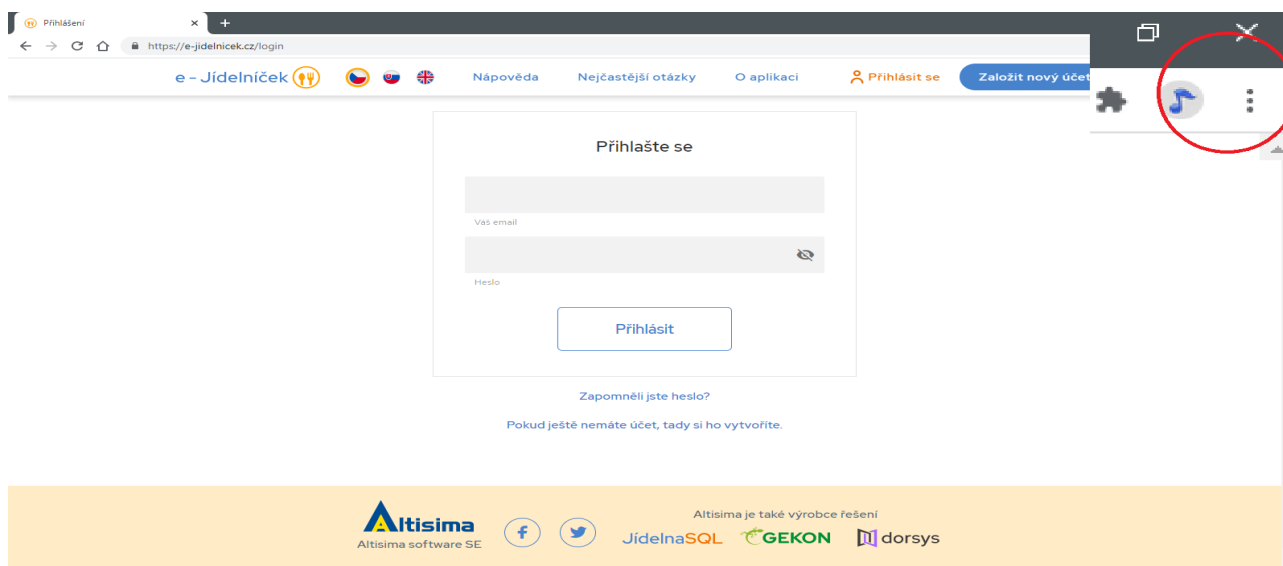 Přihlášení
https://e-jidelnicek.cz/login
e - Jídelníček Nápověda Nejčastější otázky O aplikaci Přihlásit se Založit nový účet
Přihlašte se
Váš email
Heslo
Přihlásit
Zapomněli jste heslo?
Pokud ještě nemáte účet, tady si ho vytvoříte.
Altisima
Altisima software SE
Altisima je také výrobce řešení
JídelnaSQL GEKON dorsys